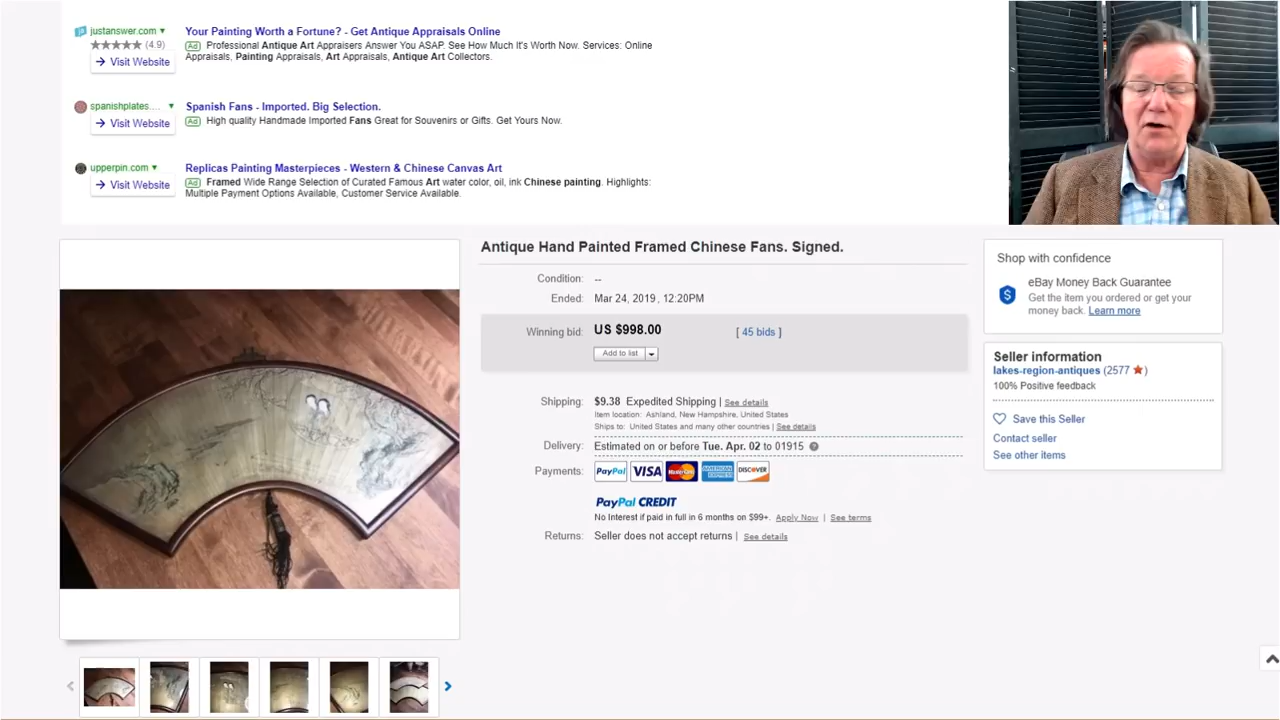 justanswer.com
Your Painting Worth a Fortune? - Get Antique Appraisals Online
(4.9)
Ad Professional Antique Art Appraisers Answer You ASAP. See How Much It's Worth Now. Services: Online
Visit Website
Appraisals, Painting Appraisals, Art Appraisals, Antique Art Collectors.
spanishplates....
Spanish Fans - Imported. Big Selection.
Visit Website
Ad High quality Handmade Imported Fans Great for Souvenirs or Gifts. Get Yours Now.
upperpin.com
Replicas Painting Masterpieces - Western & Chinese Canvas Art
Visit Website
Ad Framed Wide Range Selection of Curated Famous Art water color, oil, ink Chinese painting. Highlights:
Multiple Payment Options Available, Customer Service Available.
Antique Hand Painted Framed Chinese Fans. Signed.
Condition: --
Ended: Mar 24, 2019 , 12:20PM
Winning bid: US $998.00 [ 45 bids ]
Add to list
Shipping: $9.38 Expedited Shipping | See details
Item location: Ashland, New Hampshire, United States
Ships to: United States and many other countries | See details
Delivery: Estimated on or before Tue. Apr. 02 to 01915
Payments: PayPal VISA MasterCard AMERICAN EXPRESS DISCOVER
PayPal CREDIT
No Interest if paid in full in 6 months on $99+. Apply Now | See terms
Returns: Seller does not accept returns | See details
Shop with confidence
eBay Money Back Guarantee
Get the item you ordered or get your
money back. Learn more
Seller information
lakes-region-antiques (2577 )
100% Positive feedback
Save this Seller
Contact seller
See other items